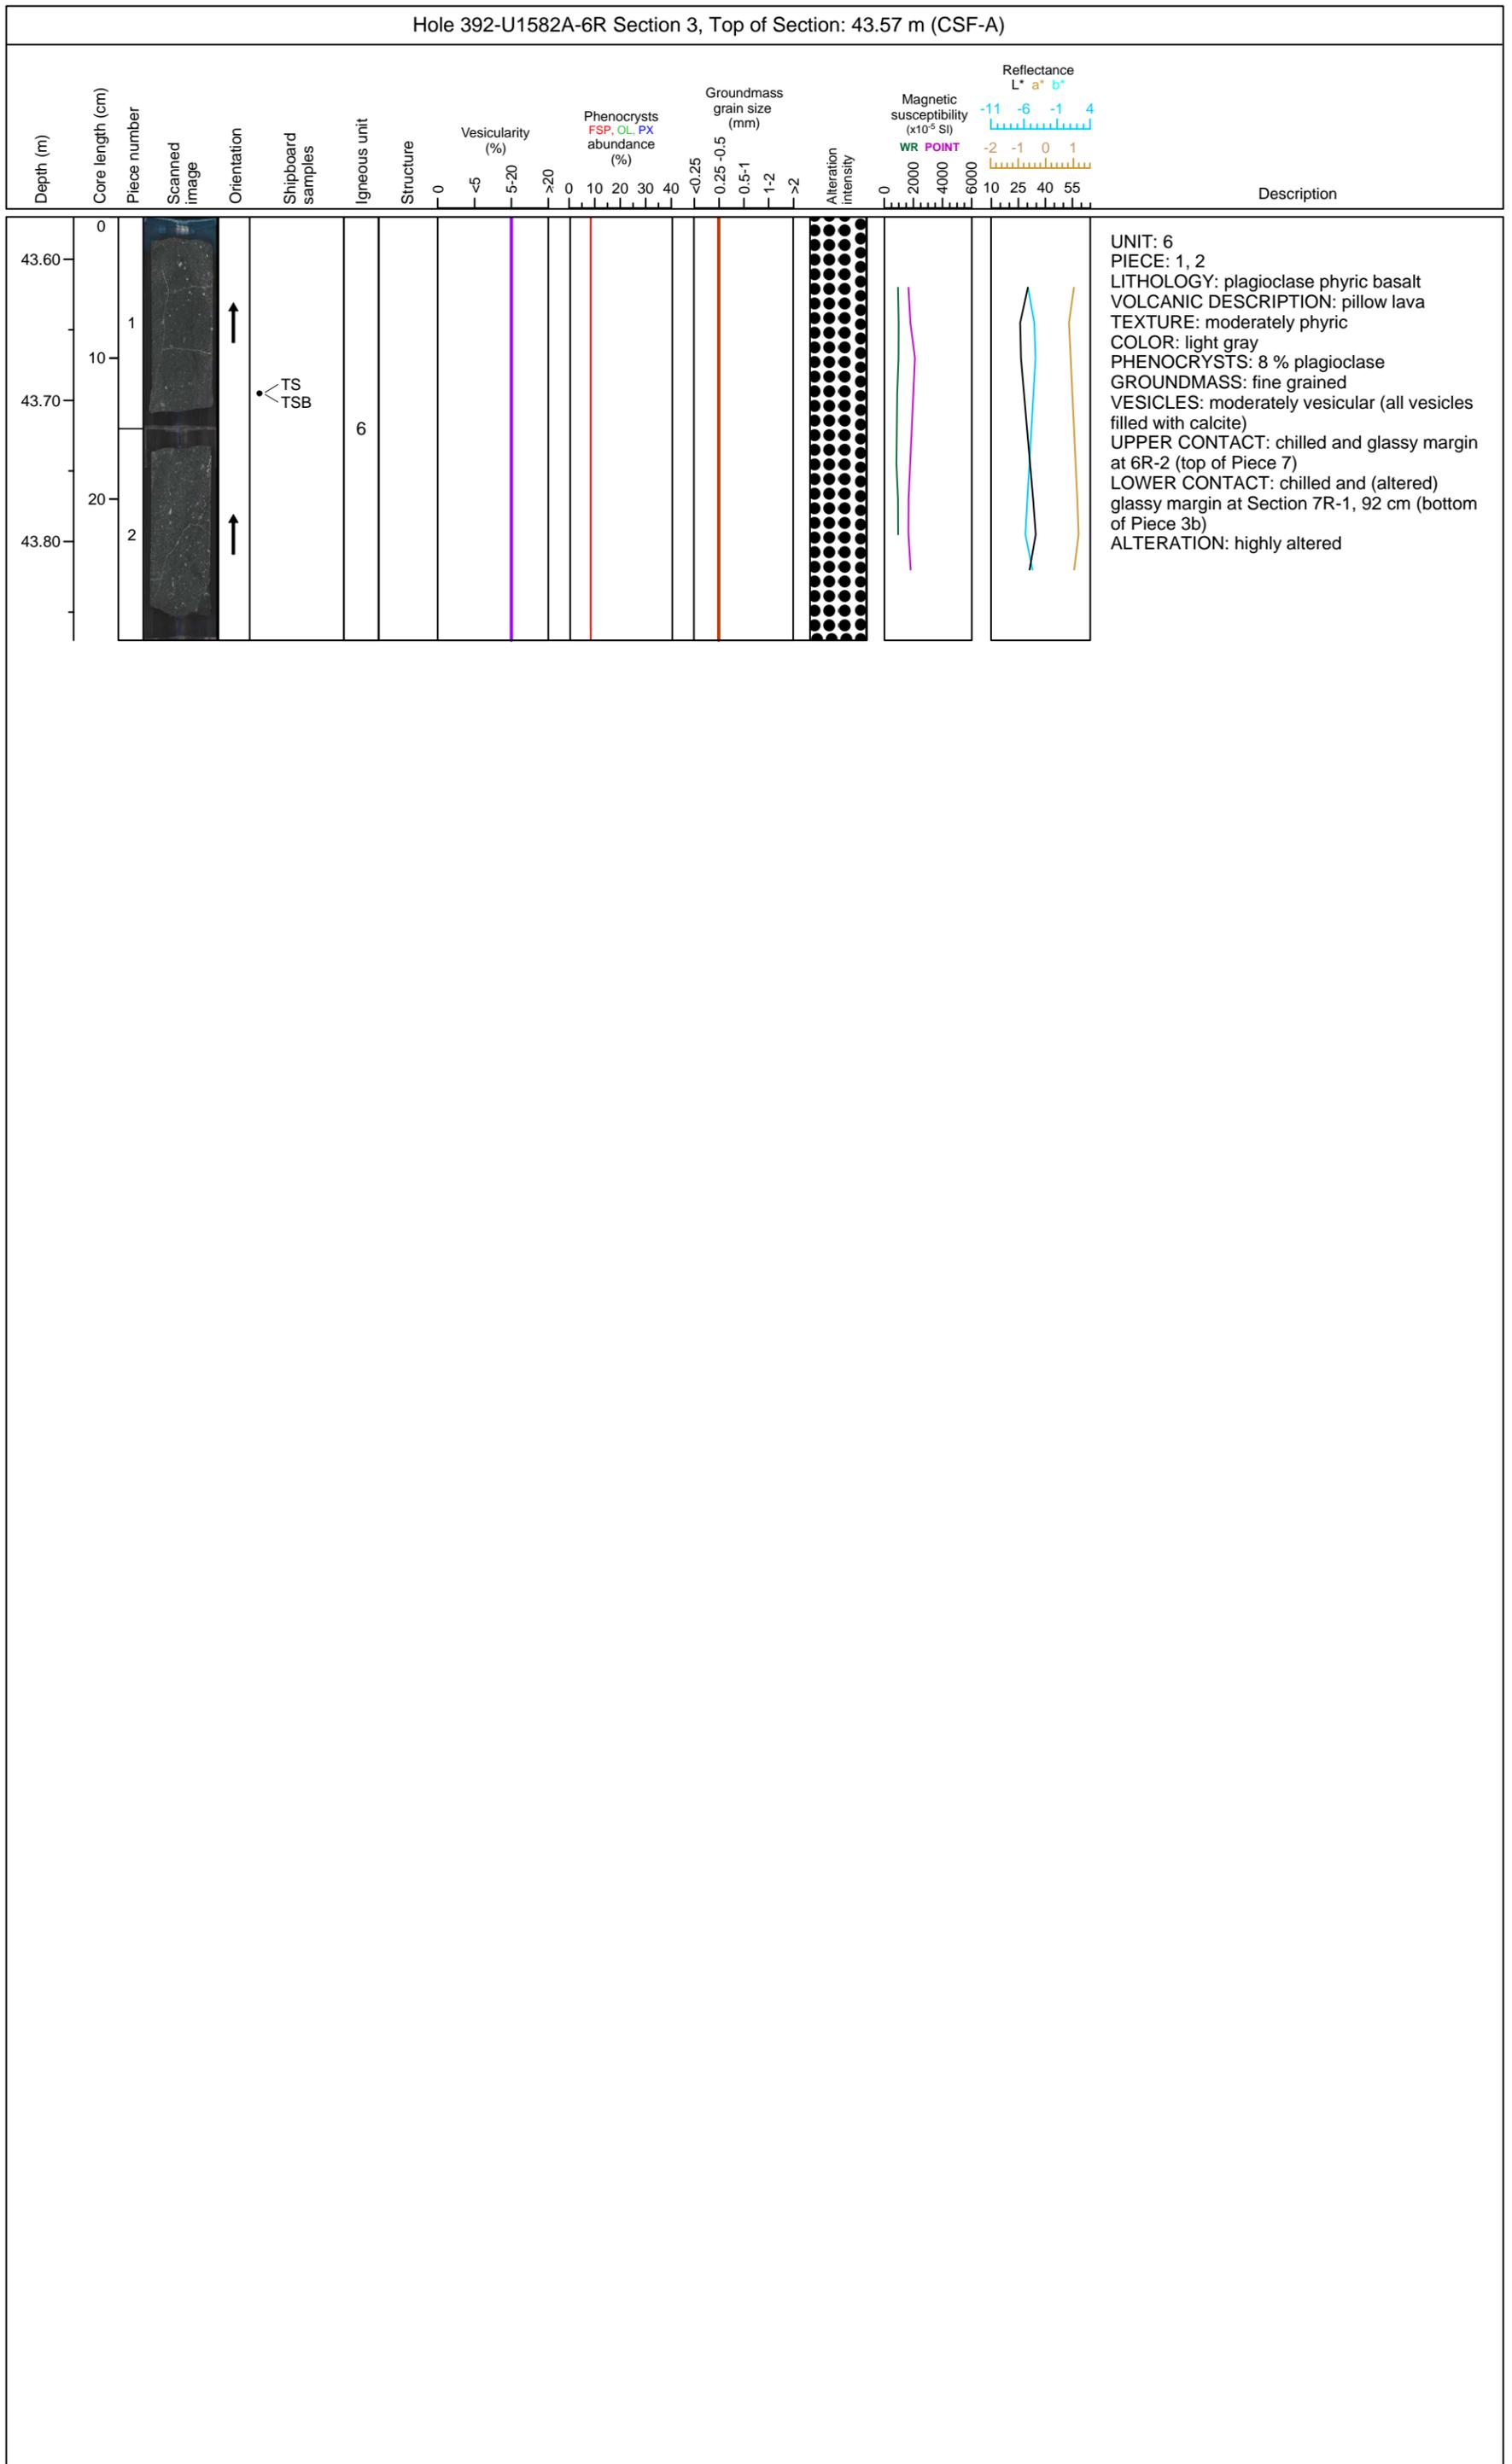 Hole 392-U1582A-6R Section 3, Top of Section: 43.57 m (CSF-A)
Depth (m)
Core length (cm)
Piece number
Scanned
image
Orientation
Shipboard
samples
Igneous unit
Structure
Vesicularity
(%)
0
<5
5-20
>20
Phenocrysts
FSP, OL, PX
abundance
(%)
0 10 20 30 40
Groundmass
grain size
(mm)
<0.25
0.25 -0.5
0.5-1
1-2
>2
Alteration
intensity
Magnetic
susceptibility
(x10-5 SI)
WR POINT
0
2000
4000
6000
Reflectance
L* a* b*
-11 -6 -1 4
-2 -1 0 1
10 25 40 55
Description
0
43.60
1
10
43.70
TS
TSB
6
20
2
43.80
UNIT: 6
PIECE: 1, 2
LITHOLOGY: plagioclase phyric basalt
VOLCANIC DESCRIPTION: pillow lava
TEXTURE: moderately phyric
COLOR: light gray
PHENOCRYSTS: 8 % plagioclase
GROUNDMASS: fine grained
VESICLES: moderately vesicular (all vesicles
filled with calcite)
UPPER CONTACT: chilled and glassy margin
at 6R-2 (top of Piece 7)
LOWER CONTACT: chilled and (altered)
glassy margin at Section 7R-1, 92 cm (bottom
of Piece 3b)
ALTERATION: highly altered